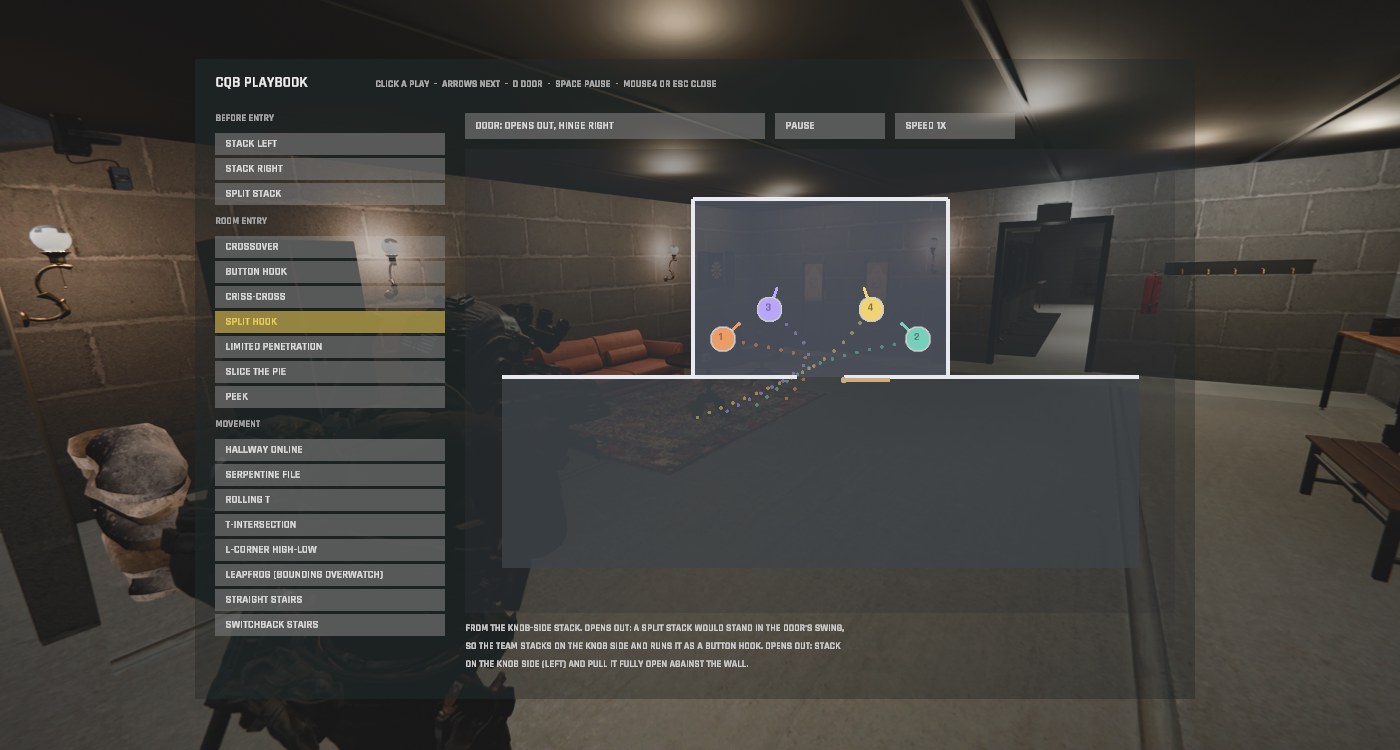 CQB PLAYBOOK
CLICK A PLAY - ARROWS NEXT - D DOOR - SPACE PAUSE - MOUSE4 OR ESC CLOSE
BEFORE ENTRY
STACK LEFT
STACK RIGHT
SPLIT STACK
ROOM ENTRY
CROSSOVER
BUTTON HOOK
CRISS-CROSS
SPLIT HOOK
LIMITED PENETRATION
SLICE THE PIE
PEEK
MOVEMENT
HALLWAY ONLINE
SERPENTINE FILE
ROLLING T
T-INTERSECTION
L-CORNER HIGH-LOW
LEAPFROG (BOUNDING OVERWATCH)
STRAIGHT STAIRS
SWITCHBACK STAIRS
DOOR: OPENS OUT, HINGE RIGHT
PAUSE
SPEED 1X
3
4
1
2
FROM THE KNOB-SIDE STACK. OPENS OUT: A SPLIT STACK WOULD STAND IN THE DOOR'S SWING,
SO THE TEAM STACKS ON THE KNOB SIDE AND RUNS IT AS A BUTTON HOOK. OPENS OUT: STACK
ON THE KNOB SIDE (LEFT) AND PULL IT FULLY OPEN AGAINST THE WALL.